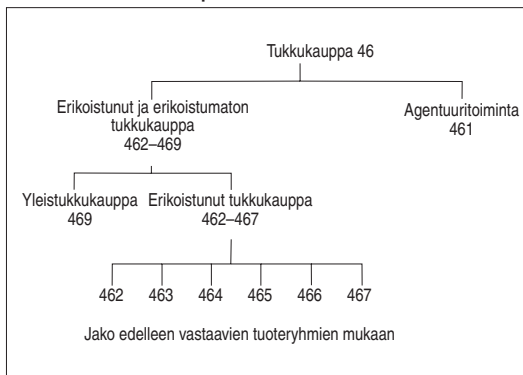 Tukkukauppa 46
Erikoistunut ja erikoistumaton
tukkukauppa
462–469
Agentuuritoiminta
461
Yleistukkukauppa
469
Erikoistunut tukkukauppa
462–467
462 463 464 465 466 467
Jako edelleen vastaavien tuoteryhmien mukaan